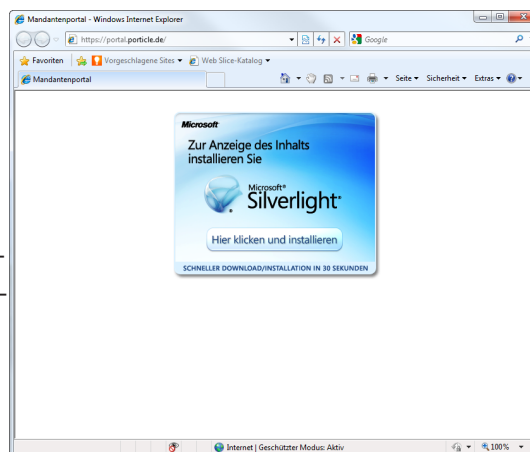 Mandantenportal - Windows Internet Explorer
https://portal.porticle.de/
Google
Favoriten
Vorgeschlagene Sites
Web Slice-Katalog
Mandantenportal
Seite
Sicherheit
Extras
Microsoft
Zur Anzeige des Inhalts
installieren Sie
Microsoft®
Silverlight™
Hier klicken und installieren
SCHNELLER DOWNLOAD/INSTALLATION IN 30 SEKUNDEN
Internet | Geschützter Modus: Aktiv
100%